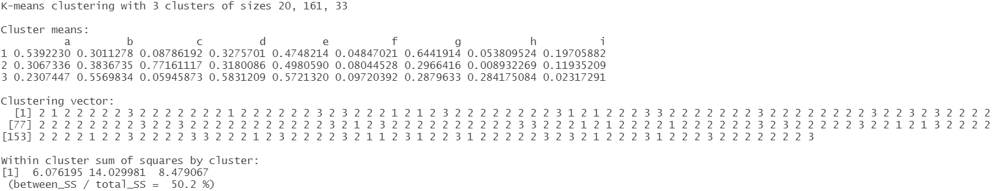 K-means clustering with 3 clusters of sizes 20, 161, 33
Cluster means:
a b c d e f g h i
1 0.5392230 0.3011278 0.08786192 0.3275701 0.4748214 0.04847021 0.6441914 0.053809524 0.19705882
2 0.3067336 0.3836735 0.77161117 0.3180086 0.4980590 0.08044528 0.2966416 0.008932269 0.11935209
3 0.2307447 0.5569834 0.05945873 0.5831209 0.5721320 0.09720392 0.2879633 0.284175084 0.02317291
Clustering vector:
[1] 2 1 2 2 2 2 2 3 2 2 2 2 2 2 2 1 2 2 2 2 2 2 3 2 3 2 2 2 1 2 1 2 3 2 2 2 2 2 2 2 2 3 1 2 1 2 2 2 3 3 2 2 2 2 2 2 2 3 2 2 2 2 2 2 2 2 3 2 2 3 2 3 2 2 2 2
[77] 2 2 2 2 2 2 2 2 3 2 2 3 2 2 2 2 2 2 2 2 2 2 2 3 2 1 2 3 2 2 2 2 2 2 2 2 2 2 3 3 2 2 2 1 2 1 2 2 2 2 1 2 2 2 2 2 2 3 2 3 2 2 2 2 2 3 2 2 1 2 1 3 2 2 2 2
[153] 2 2 2 2 1 2 2 3 2 2 2 2 3 3 2 2 2 1 2 3 2 2 2 2 3 2 1 1 2 3 1 2 2 3 1 2 2 2 2 2 3 2 3 2 1 2 2 2 3 1 2 2 2 3 2 2 2 2 2 2 2 3
Within cluster sum of squares by cluster:
[1] 6.076195 14.029981 8.479067
(between_SS / total_SS = 50.2 %)